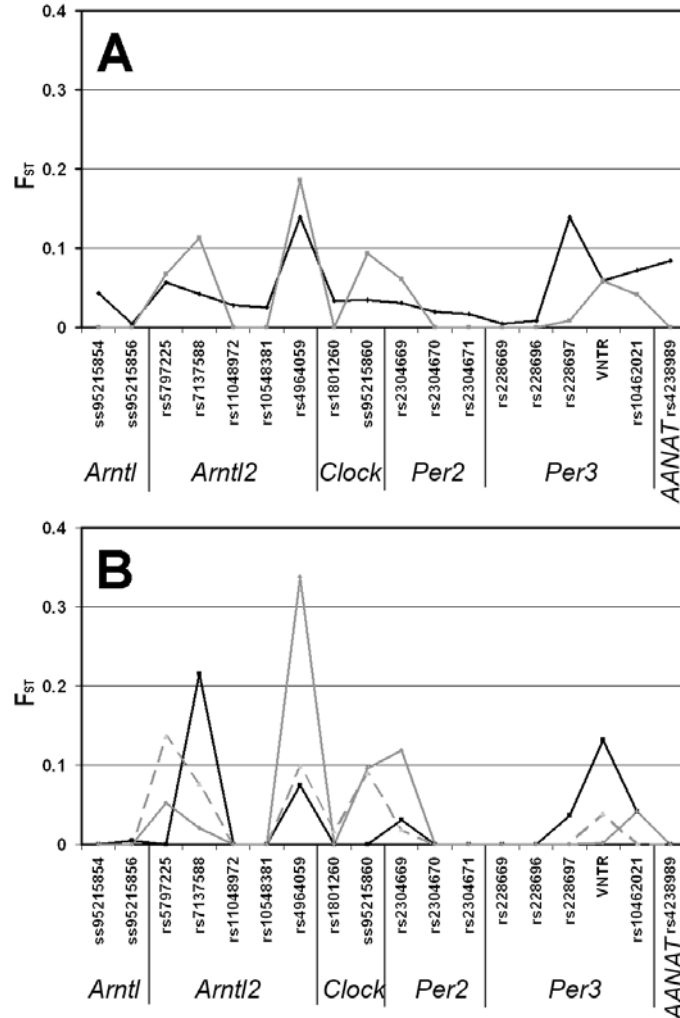 A
0.4
0.3
0.2
0.1
0
FST
ss95215854
ss95215856
rs5797225
rs7137588
rs11048972
rs10548381
rs4964059
rs1801260
ss95215860
rs2304669
rs2304670
rs2304671
rs228669
rs228696
rs228697
VNTR
rs10462021
rs4238989
Arntl
Arntl2
Clock
Per2
Per3
AANAT
B
0.4
0.3
0.2
0.1
0
FST
ss95215854
ss95215856
rs5797225
rs7137588
rs11048972
rs10548381
rs4964059
rs1801260
ss95215860
rs2304669
rs2304670
rs2304671
rs228669
rs228696
rs228697
VNTR
rs10462021
rs4238989
Arntl
Arntl2
Clock
Per2
Per3
AANAT